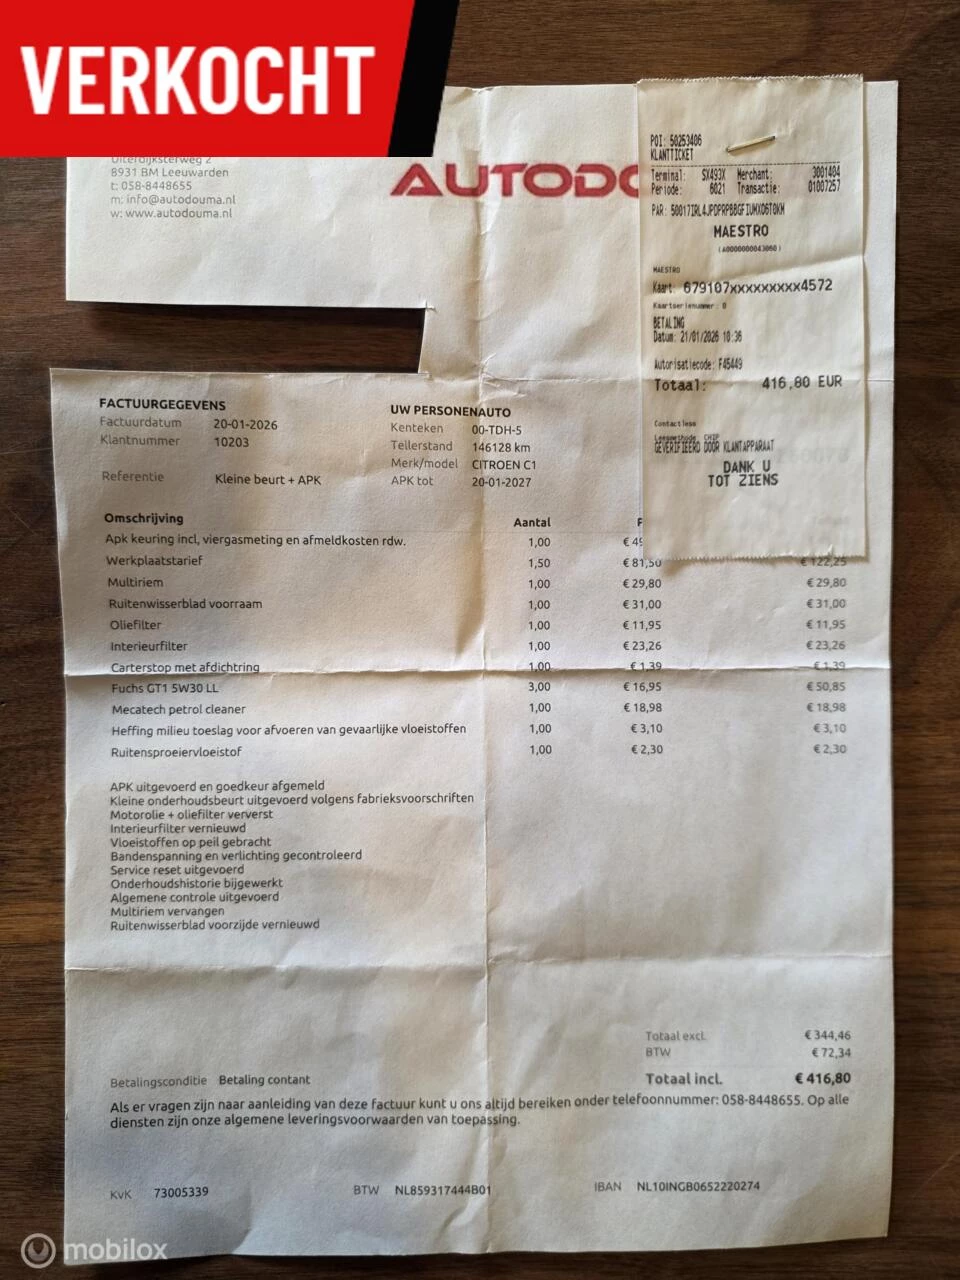 VERKOCHT
Uiterdijksterweg 2
8931 BM Leeuwarden
t: 058-8448655
m: info@autodouma.nl
w: www.autodouma.nl
AUTODO
POI: 50253406
KLANTTICKET
Terminal: SX493X Merchant: 3001404
Periode: 6021 Transactie: 01007257
MAESTRO
(A0000000043060)
MAESTRO
Kaart: 679107xxxxxxxxx4572
Kaartserienummer: 0
BETALING
Datum: 21/01/2026 10:36
Autorisatiecode: F45449
Totaal: 416,80 EUR
Contactless
Leesmethode CHIP
GEVERIFIEERD DOOR KLANTAPPARAAT
DANK U
TOT ZIENS
FACTUURGEGEVENS
Factuurdatum 20-01-2026
Klantnummer 10203
Referentie Kleine beurt + APK
UW PERSONENAUTO
Kenteken 00-TDH-5
Tellerstand 146128 km
Merk/model CITROEN C1
APK tot 20-01-2027
Omschrijving Aantal P
Apk keuring incl, viergasmeting en afmeldkosten rdw. 1,00 € 49
Werkplaatstarief 1,50 € 81,50 € 122,25
Multiriem 1,00 € 29,80 € 29,80
Ruitenwisserblad voorraam 1,00 € 31,00 € 31,00
Oliefilter 1,00 € 11,95 € 11,95
Interieurfilter 1,00 € 23,26 € 23,26
Carterstop met afdichtring 1,00 € 1,39 € 1,39
Fuchs GT1 5W30 LL 3,00 € 16,95 € 50,85
Mecatech petrol cleaner 1,00 € 18,98 € 18,98
Heffing milieu toeslag voor afvoeren van gevaarlijke vloeistoffen 1,00 € 3,10 € 3,10
Ruitensproeiervloeistof 1,00 € 2,30 € 2,30
APK uitgevoerd en goedkeur afgemeld
Kleine onderhoudsbeurt uitgevoerd volgens fabrieksvoorschriften
Motorolie + oliefilter ververst
Interieurfilter vernieuwd
Vloeistoffen op peil gebracht
Bandenspanning en verlichting gecontroleerd
Service reset uitgevoerd
Onderhoudshistorie bijgewerkt
Algemene controle uitgevoerd
Multiriem vervangen
Ruitenwisserblad voorzijde vernieuwd
Totaal excl. € 344,46
BTW € 72,34
Totaal incl. € 416,80
Betalingsconditie Betaling contant
Als er vragen zijn naar aanleiding van deze factuur kunt u ons altijd bereiken onder telefoonnummer: 058-8448655. Op alle
diensten zijn onze algemene leveringsvoorwaarden van toepassing.
KvK 73005339 BTW NL859317444B01 IBAN NL10INGB0652220274
mobilox